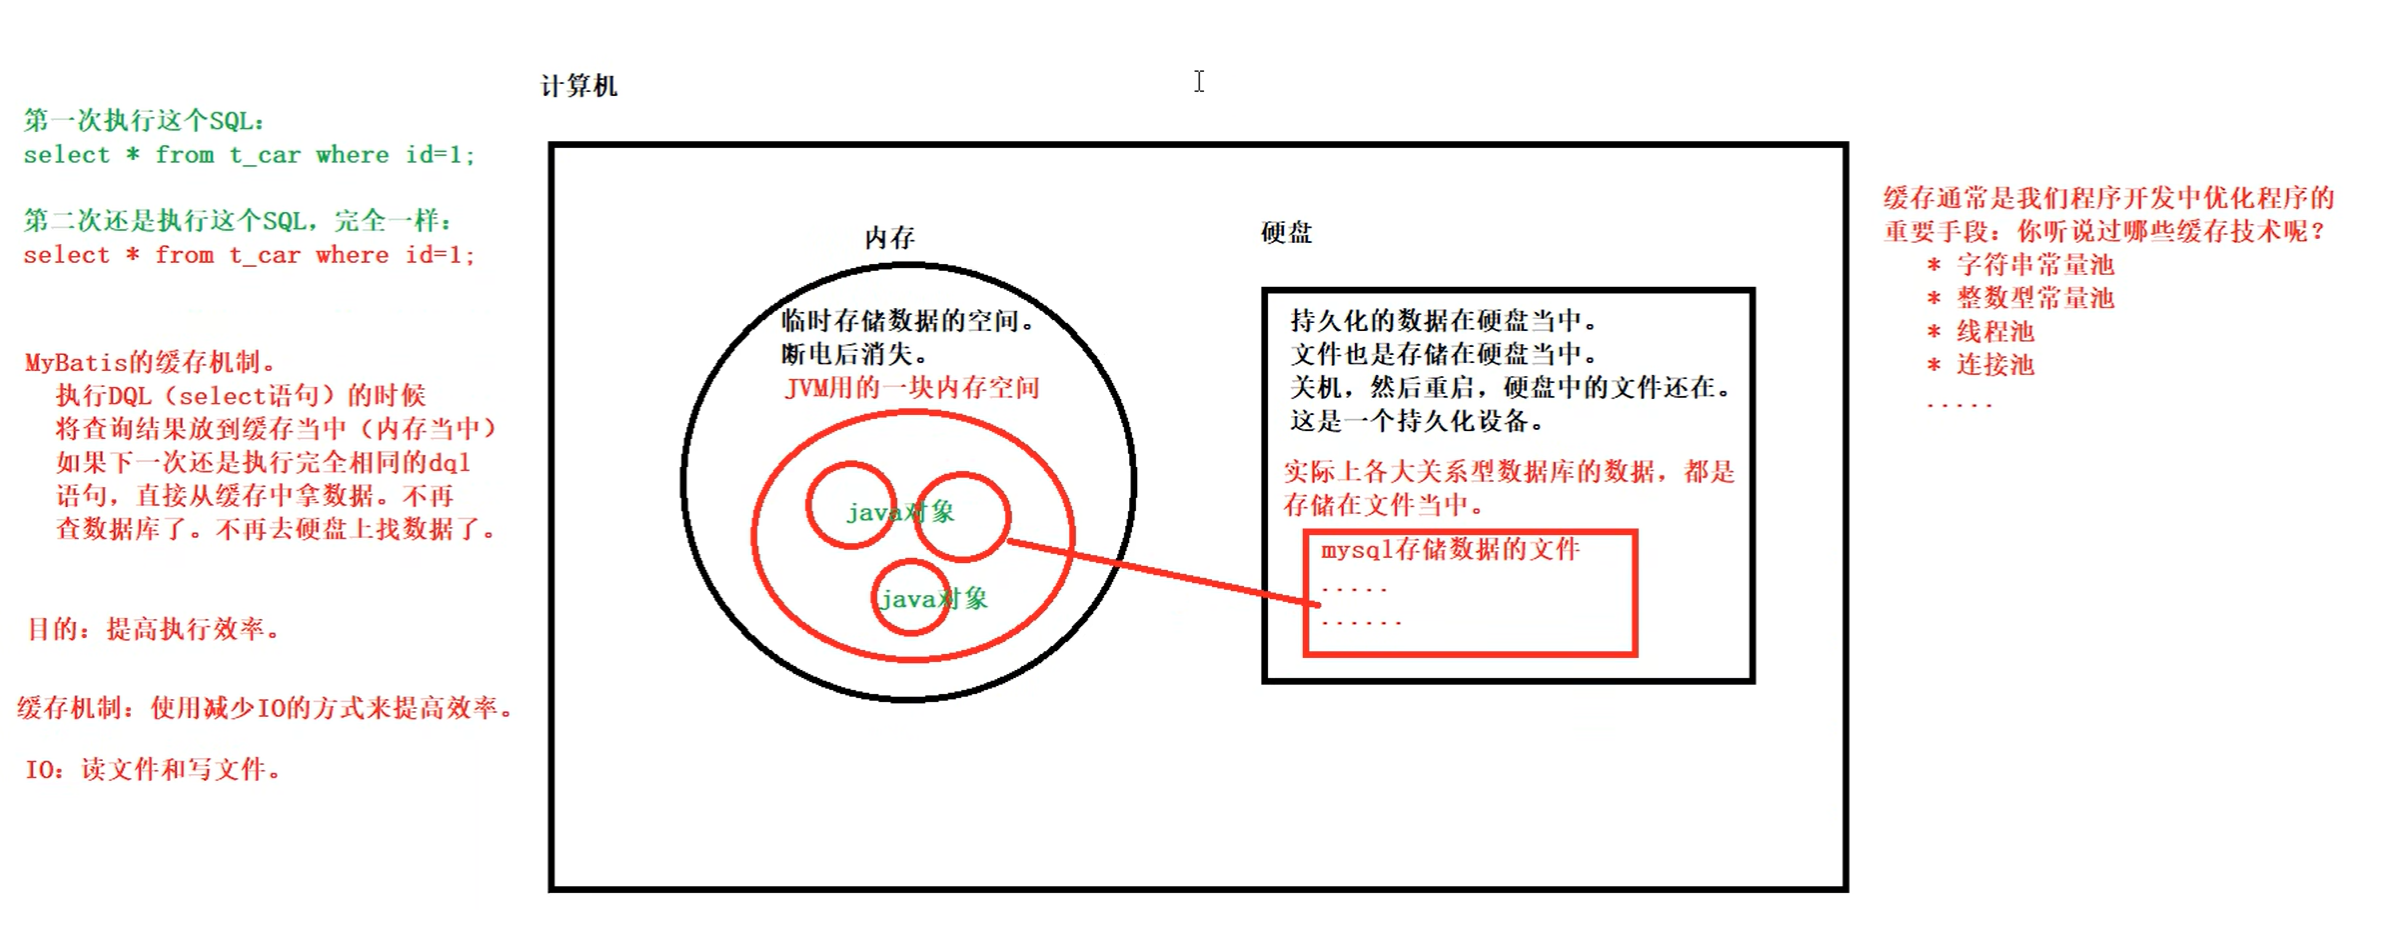 计算机
第一次执行这个SQL：
select * from t_car where id=1;
第二次还是执行这个SQL，完全一样：
select * from t_car where id=1;
MyBatis的缓存机制。
执行DQL（select语句）的时候
将查询结果放到缓存当中（内存当中）
如果下一次还是执行完全相同的dql
语句，直接从缓存中拿数据。不再
查数据库了。不再去硬盘上找数据了。
目的：提高执行效率。
缓存机制：使用减少IO的方式来提高效率。
IO：读文件和写文件。
内存
临时存储数据的空间。
断电后消失。
JVM用的一块内存空间
java对象
java对象
硬盘
持久化的数据在硬盘当中。
文件也是存储在硬盘当中。
关机，然后重启，硬盘中的文件还在。
这是一个持久化设备。
实际上各大关系型数据库的数据，都是
存储在文件当中。
mysql存储数据的文件
.....
......
缓存通常是我们程序开发中优化程序的
重要手段：你听说过哪些缓存技术呢？
* 字符串常量池
* 整数型常量池
* 线程池
* 连接池
.....